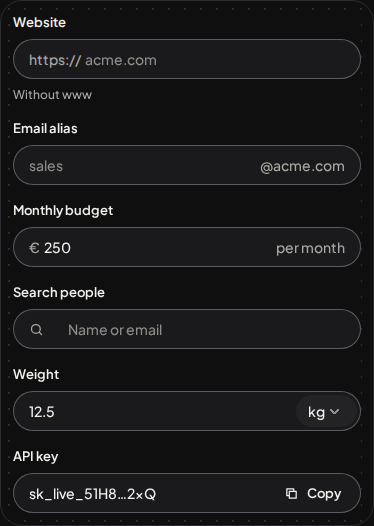 Website
https:// acme.com
Without www
Email alias
sales @acme.com
Monthly budget
€ 250 per month
Search people
Name or email
Weight
12.5 kg
API key
sk_live_51H8…2xQ Copy